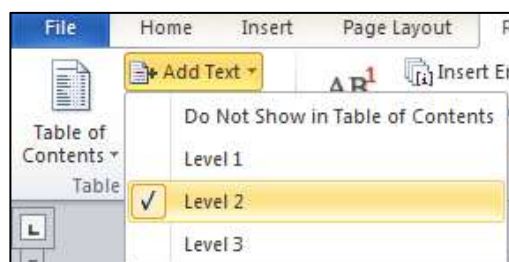 File Home Insert Page Layout
Add Text
AB1 Insert
Table of Contents
Do Not Show in Table of Contents
Level 1
Table
Level 2
Level 3